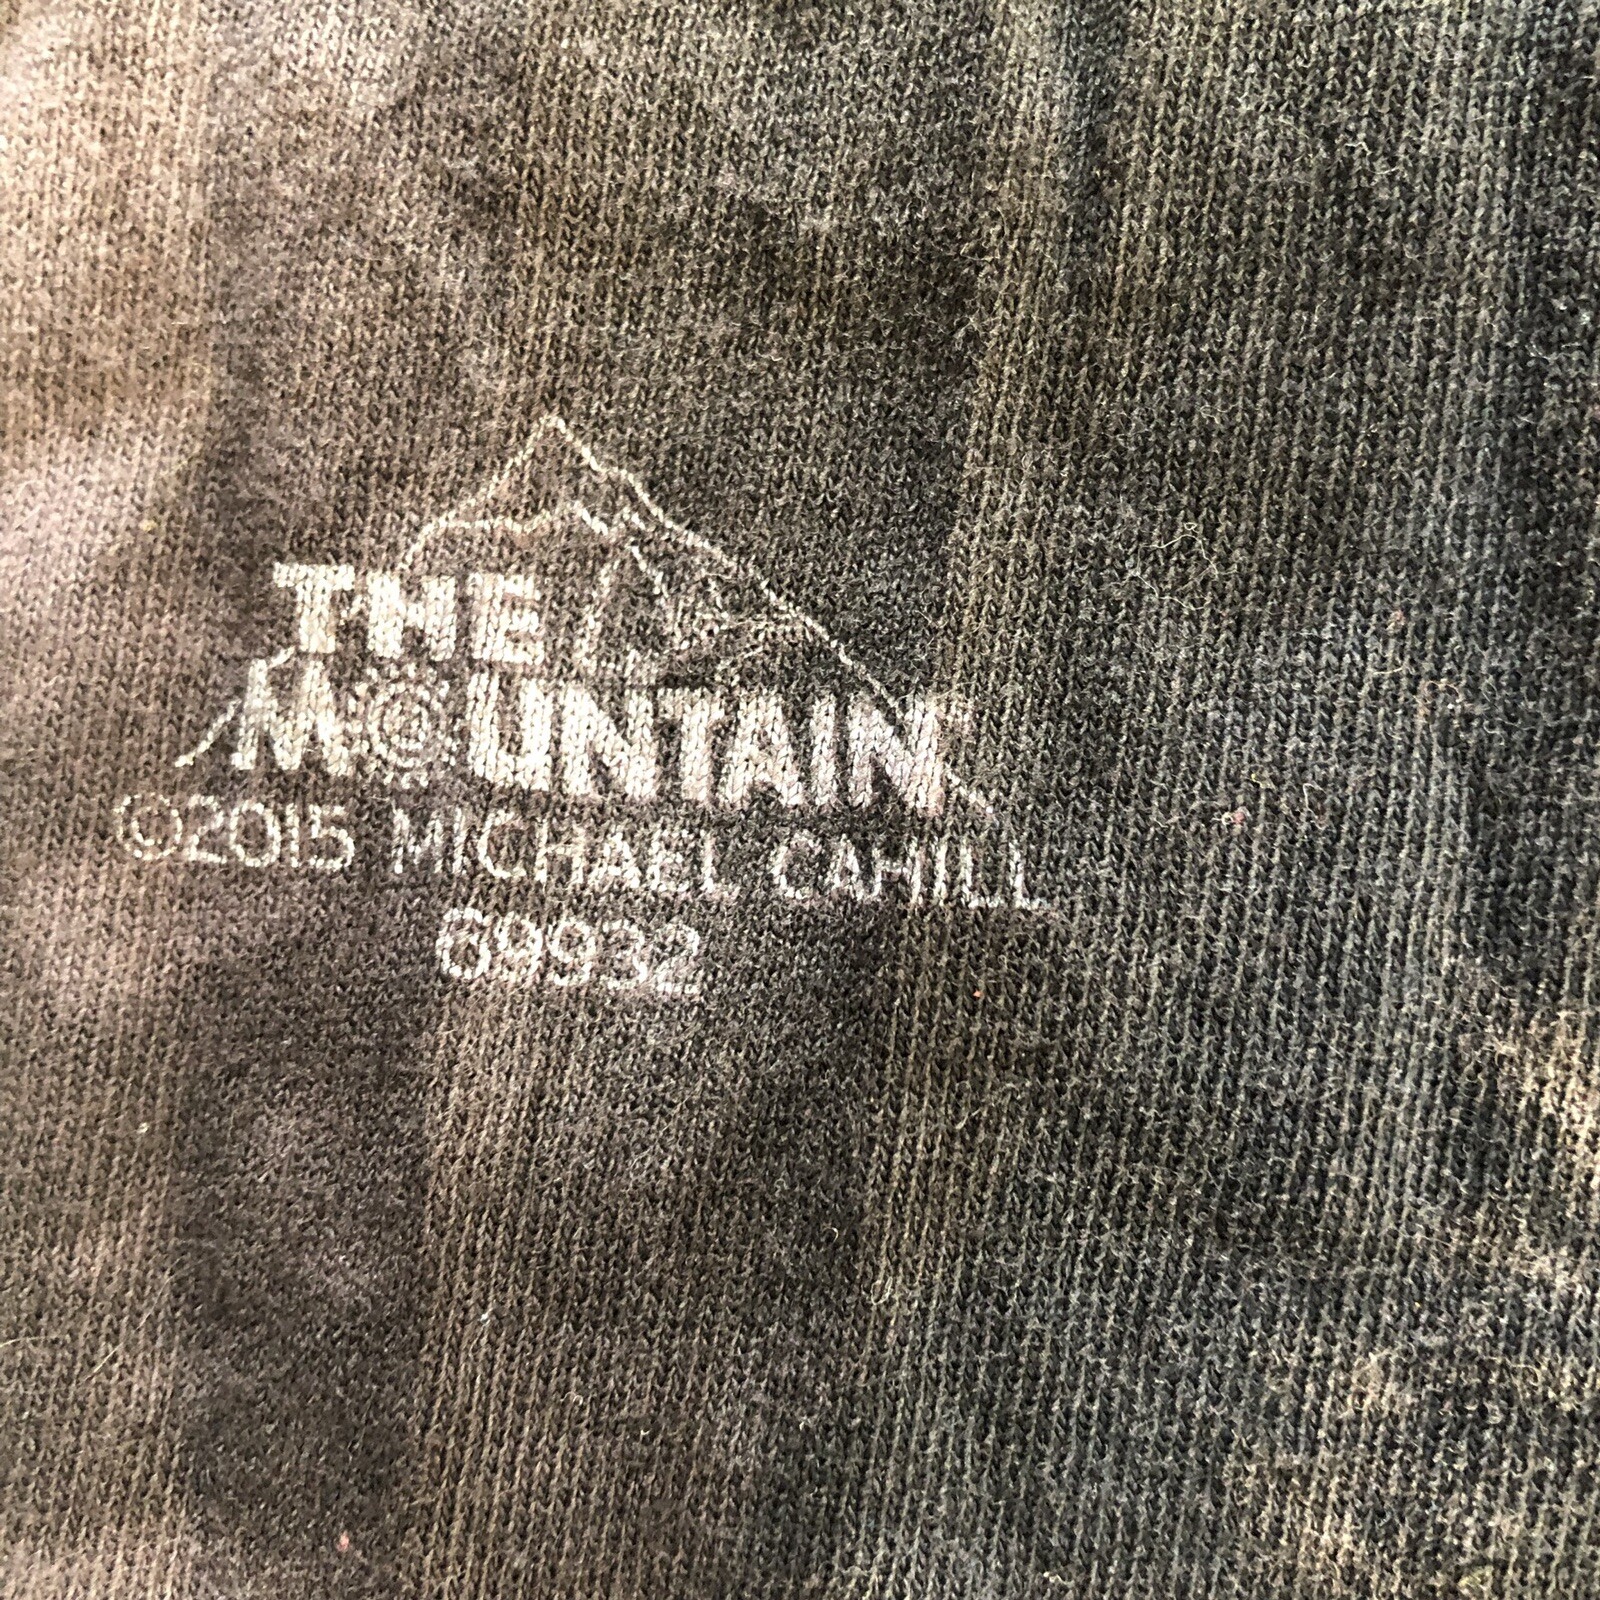 THE
MOUNTAIN
©2015 MICHAEL CAHILL
69932